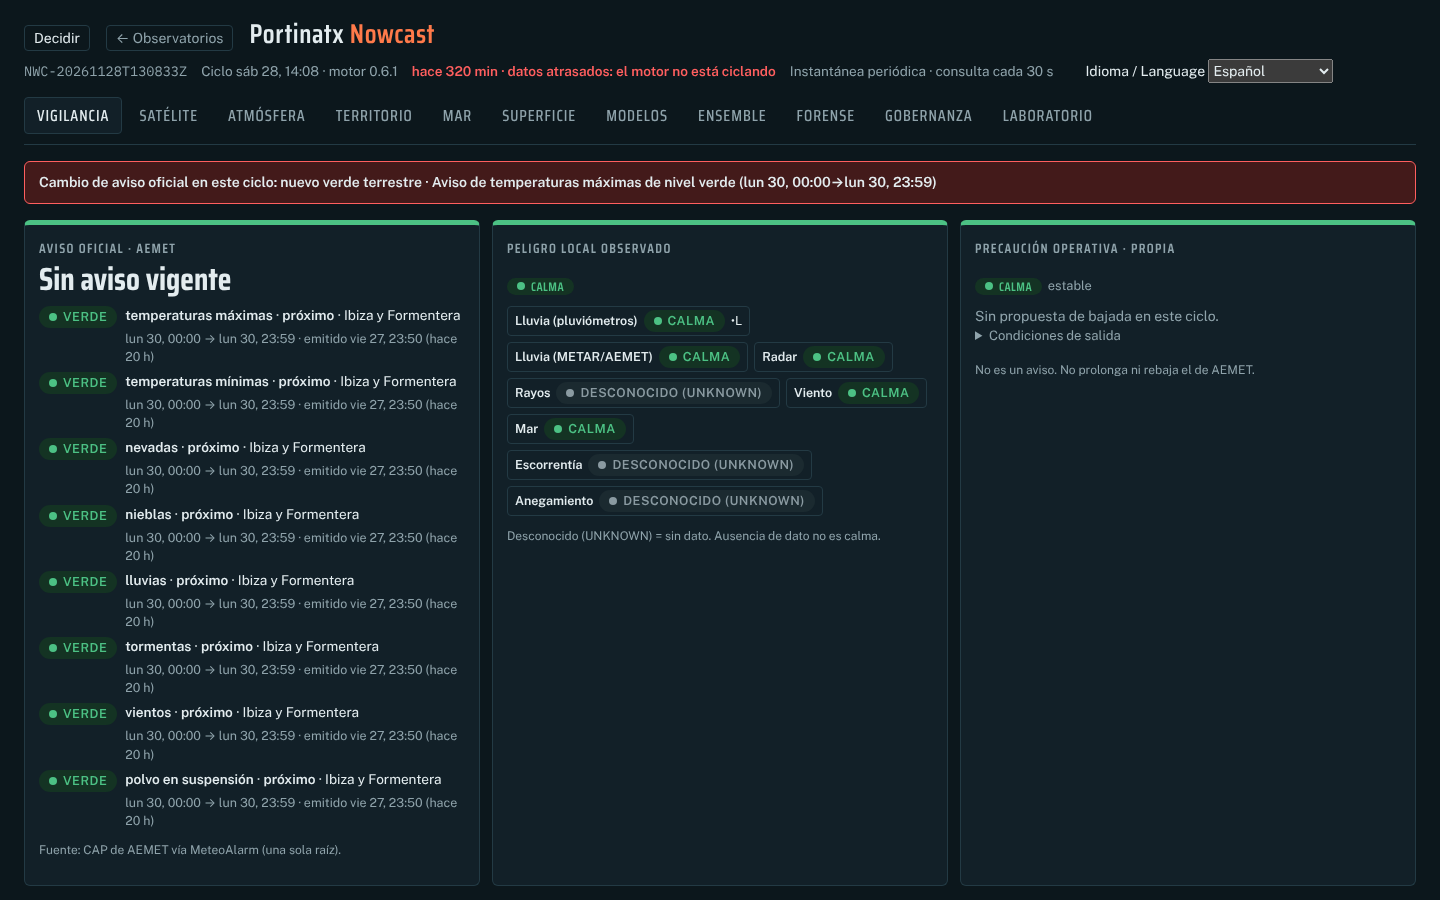 Decidir
← Observatorios
Portinatx Nowcast
NWC-20261128T130833Z Ciclo sáb 28, 14:08 · motor 0.6.1 hace 320 min · datos atrasados: el motor no está ciclando Instantánea periódica · consulta cada 30 s Idioma / Language Español
VIGILANCIA SATÉLITE ATMÓSFERA TERRITORIO MAR SUPERFICIE MODELOS ENSEMBLE FORENSE GOBERNANZA LABORATORIO
Cambio de aviso oficial en este ciclo: nuevo verde terrestre · Aviso de temperaturas máximas de nivel verde (lun 30, 00:00→lun 30, 23:59)
AVISO OFICIAL · AEMET
Sin aviso vigente
VERDE temperaturas máximas · próximo · Ibiza y Formentera
lun 30, 00:00 → lun 30, 23:59 · emitido vie 27, 23:50 (hace
20 h)
VERDE temperaturas mínimas · próximo · Ibiza y Formentera
lun 30, 00:00 → lun 30, 23:59 · emitido vie 27, 23:50 (hace
20 h)
VERDE nevadas · próximo · Ibiza y Formentera
lun 30, 00:00 → lun 30, 23:59 · emitido vie 27, 23:50 (hace
20 h)
VERDE nieblas · próximo · Ibiza y Formentera
lun 30, 00:00 → lun 30, 23:59 · emitido vie 27, 23:50 (hace
20 h)
VERDE lluvias · próximo · Ibiza y Formentera
lun 30, 00:00 → lun 30, 23:59 · emitido vie 27, 23:50 (hace
20 h)
VERDE tormentas · próximo · Ibiza y Formentera
lun 30, 00:00 → lun 30, 23:59 · emitido vie 27, 23:50 (hace
20 h)
VERDE vientos · próximo · Ibiza y Formentera
lun 30, 00:00 → lun 30, 23:59 · emitido vie 27, 23:50 (hace
20 h)
VERDE polvo en suspensión · próximo · Ibiza y Formentera
lun 30, 00:00 → lun 30, 23:59 · emitido vie 27, 23:50 (hace
20 h)
Fuente: CAP de AEMET vía MeteoAlarm (una sola raíz).
PELIGRO LOCAL OBSERVADO
CALMA
Lluvia (pluviómetros) CALMA •L
Lluvia (METAR/AEMET) CALMA Radar CALMA
Rayos DESCONOCIDO (UNKNOWN) Viento CALMA
Mar CALMA
Escorrentía DESCONOCIDO (UNKNOWN)
Anegamiento DESCONOCIDO (UNKNOWN)
Desconocido (UNKNOWN) = sin dato. Ausencia de dato no es calma.
PRECAUCIÓN OPERATIVA · PROPIA
CALMA estable
Sin propuesta de bajada en este ciclo.
▶ Condiciones de salida
No es un aviso. No prolonga ni rebaja el de AEMET.